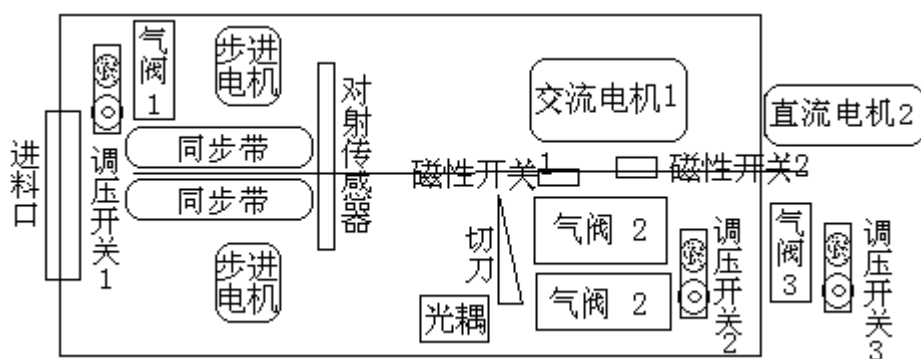 进料口
调压开关1
气阀1
步进
电机
同步带
同步带
步进
电机
对射传感器
交流电机1
直流电机2
磁性开关1
磁性开关2
切刀
光耦
气阀 2
气阀 2
调压开关2
气阀3
调压开关3